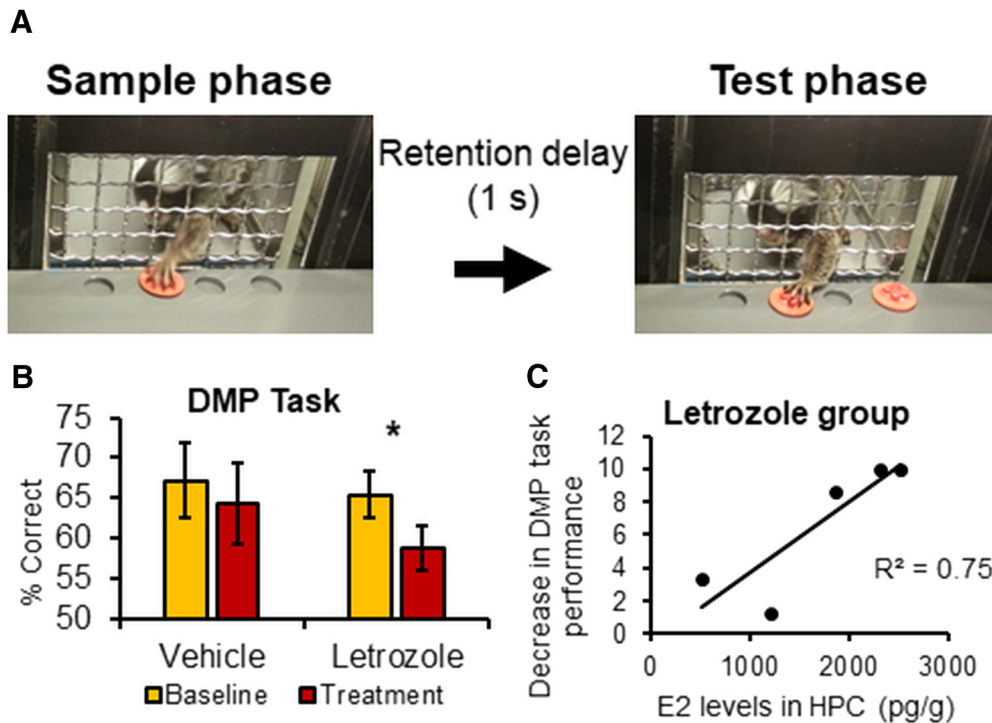 A
Sample phase
Retention delay
(1 s)
Test phase
B
DMP Task
% Correct
75
70
65
60
55
50
*
Vehicle
Letrozole
Baseline
Treatment
C
Letrozole group
Decrease in DMP task
performance
12
10
8
6
4
2
0
R² = 0.75
0 1000 2000 3000
E2 levels in HPC (pg/g)